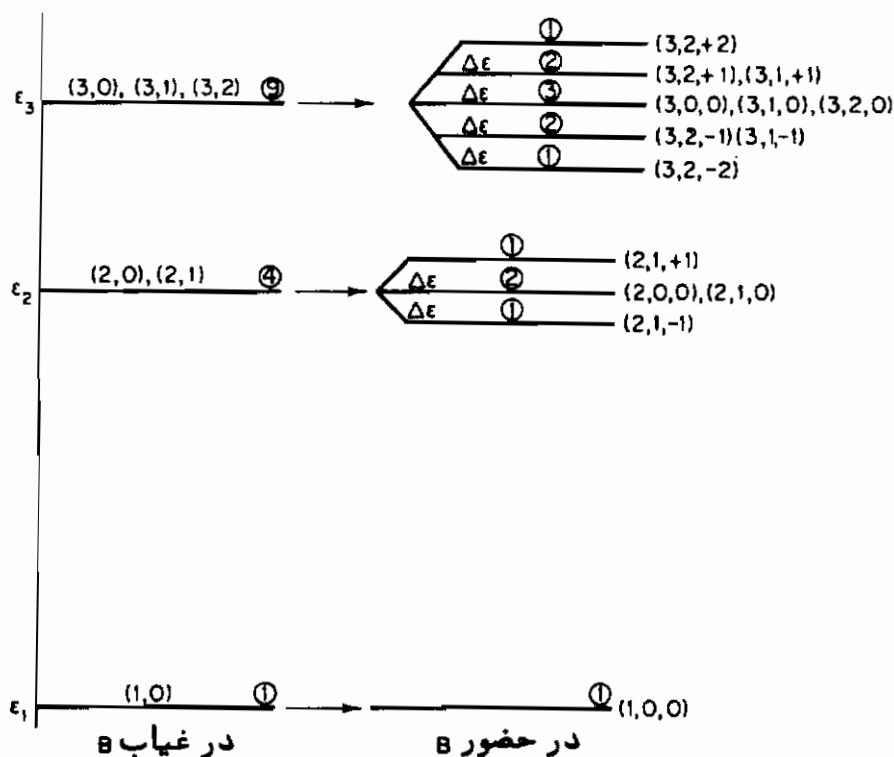 ①
(3,2,+2)
Δε ②
(3,2,+1),(3,1,+1)
ε₃ (3,0), (3,1), (3,2) ⑨
Δε ③
(3,0,0),(3,1,0),(3,2,0)
Δε ②
(3,2,-1)(3,1,-1)
Δε ①
(3,2,-2)
①
(2,1,+1)
ε₂ (2,0),(2,1) ④
Δε ②
(2,0,0),(2,1,0)
Δε ①
(2,1,-1)
ε₁ (1,0) ①
① (1,0,0)
در غیاب B
در حضور B